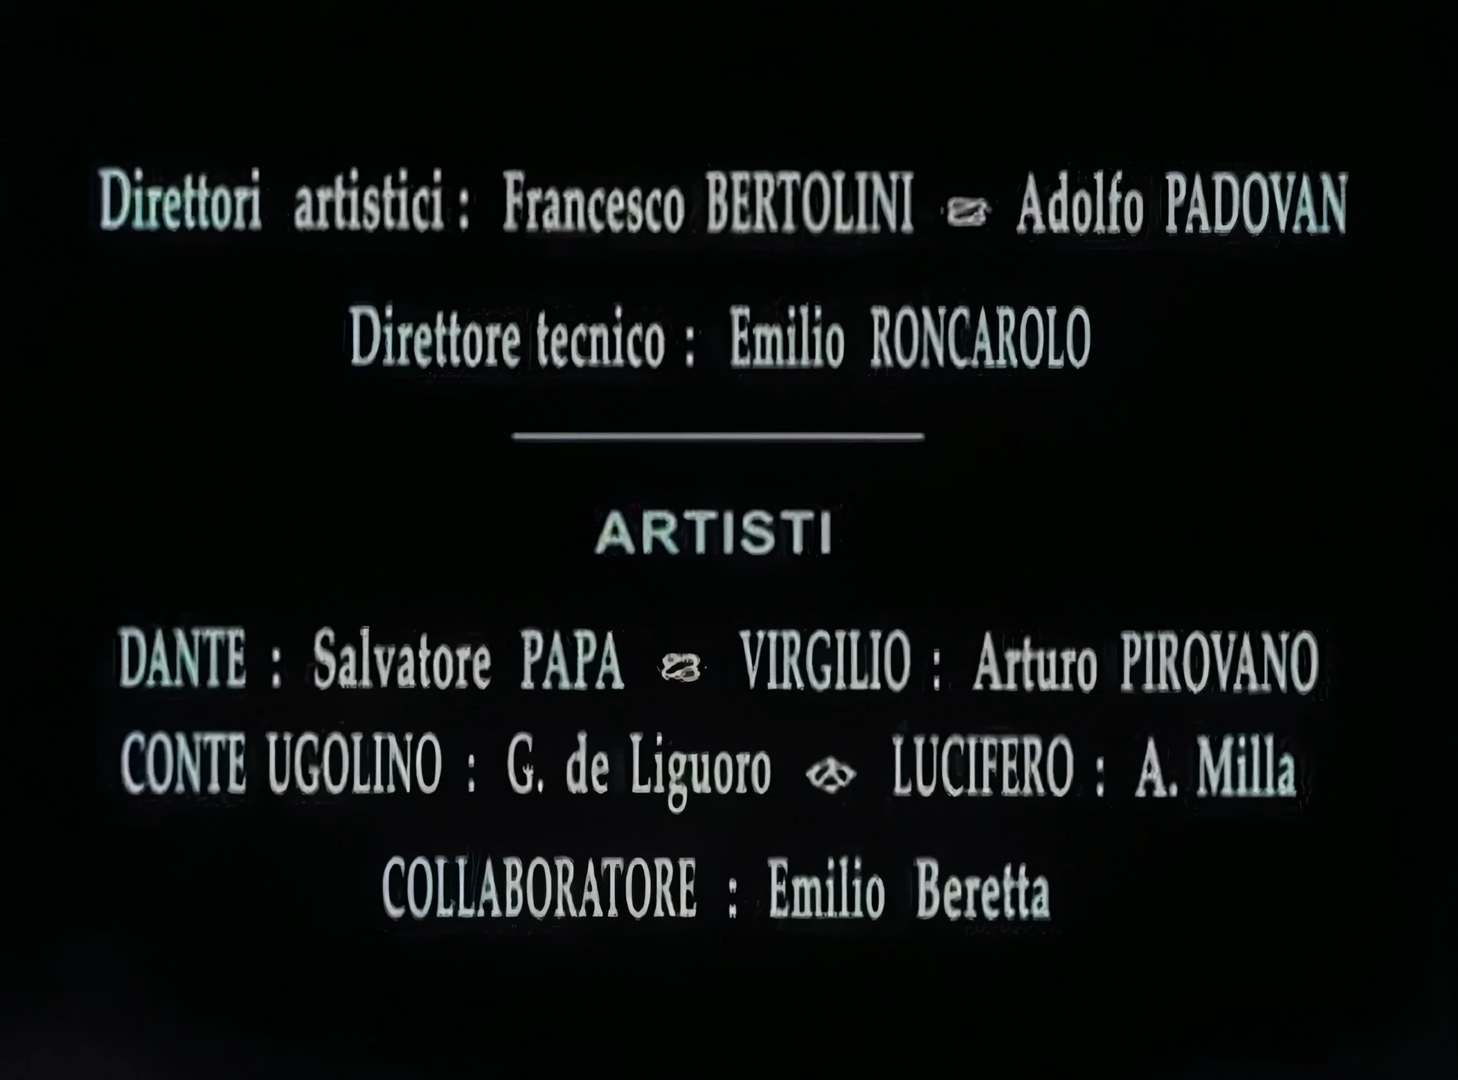 Direttori artistici : Francesco BERTOLINI Adolfo PADOVAN
Direttore tecnico : Emilio RONCAROLO
ARTISTI
DANTE : Salvatore PAPA VIRGILIO : Arturo PIROVANO
CONTE UGOLINO : G. de Liguoro LUCIFERO : A. Milla
COLLABORATORE : Emilio Beretta